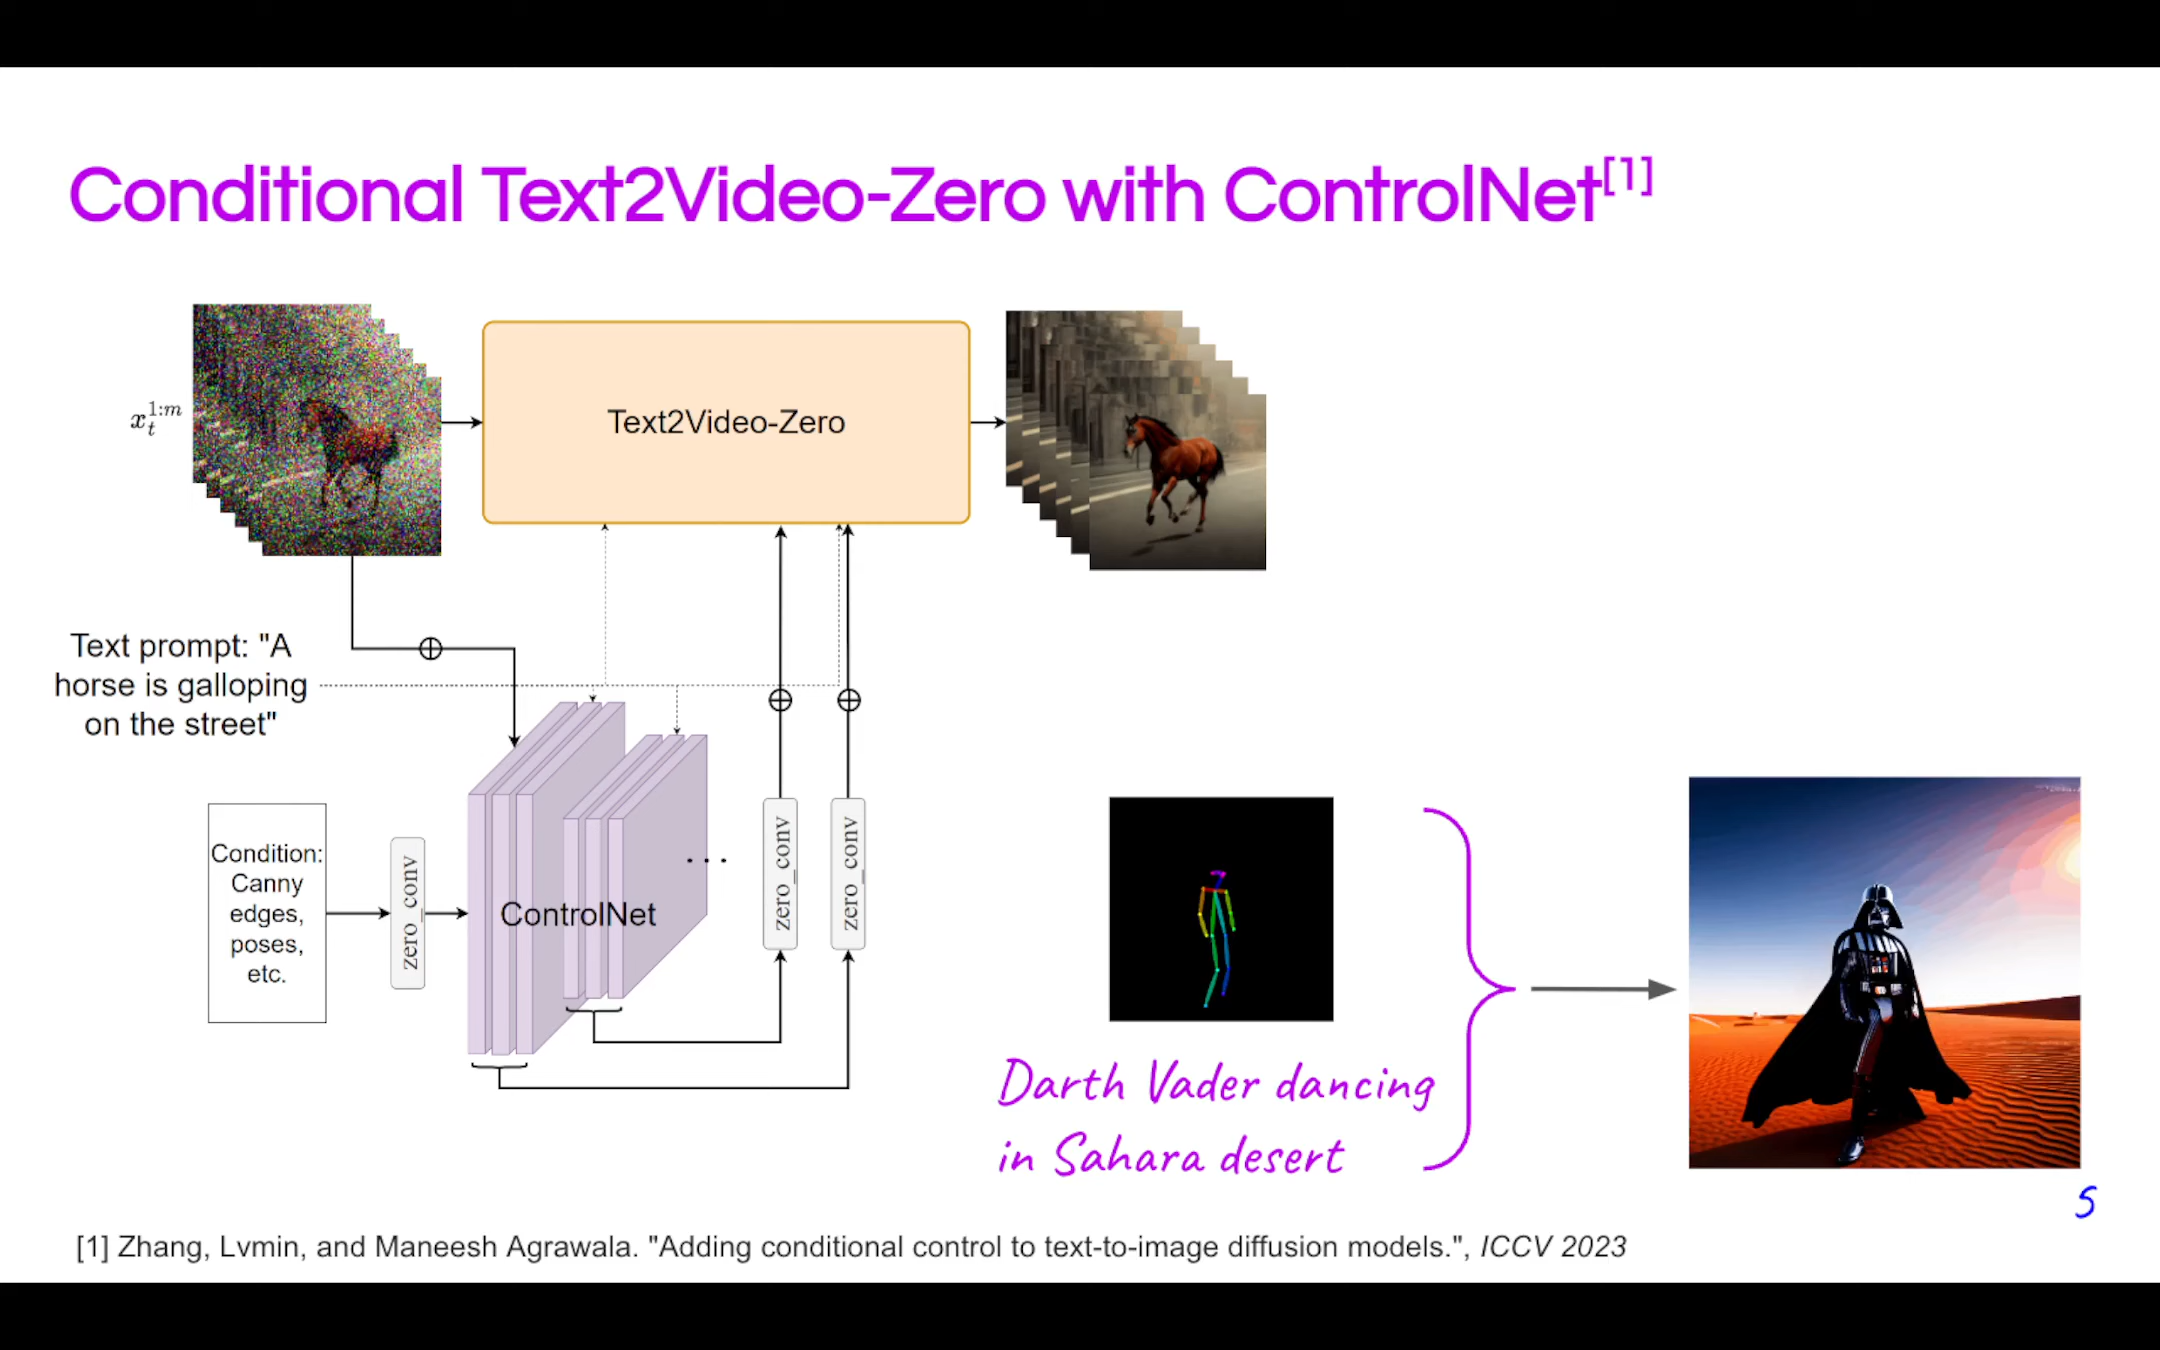 Conditional Text2Video-Zero with ControlNet[1]
x_t^{1:m}
Text2Video-Zero
Text prompt: "A
horse is galloping
on the street"
Condition:
Canny
edges,
poses,
etc.
zero_conv
ControlNet
...
zero_conv
zero_conv
Darth Vader dancing
in Sahara desert
5
[1] Zhang, Lvmin, and Maneesh Agrawala. "Adding conditional control to text-to-image diffusion models.", ICCV 2023